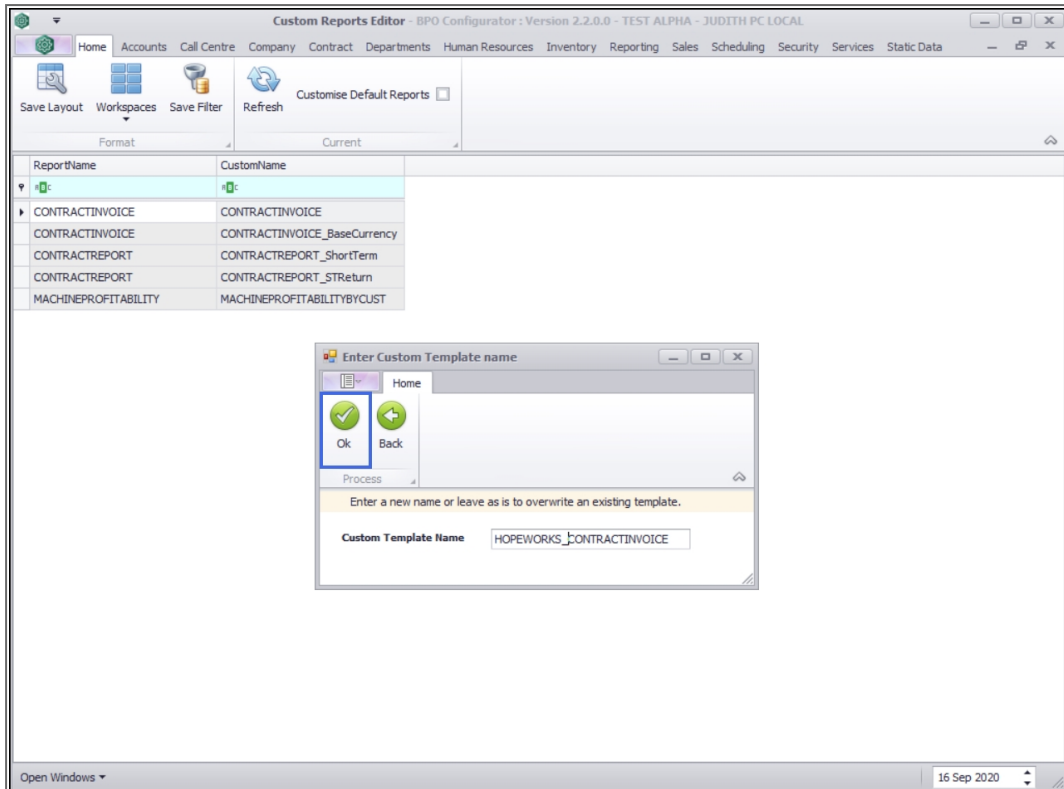 Custom Reports Editor - BPO Configurator : Version 2.2.0.0 - TEST ALPHA - JUDITH PC LOCAL
Home Accounts Call Centre Company Contract Departments Human Resources Inventory Reporting Sales Scheduling Security Services Static Data
Save Layout Workspaces Save Filter Refresh Customise Default Reports
Format Current
ReportName CustomName
CONTRACTINVOICE CONTRACTINVOICE
CONTRACTINVOICE CONTRACTINVOICE_BaseCurrency
CONTRACTREPORT CONTRACTREPORT_ShortTerm
CONTRACTREPORT CONTRACTREPORT_STReturn
MACHINEPROFITABILITY MACHINEPROFITABILITYBYCUST
Enter Custom Template name
Home
Ok Back
Process
Enter a new name or leave as is to overwrite an existing template.
Custom Template Name HOPEWORKS_CONTRACTINVOICE
Open Windows 16 Sep 2020